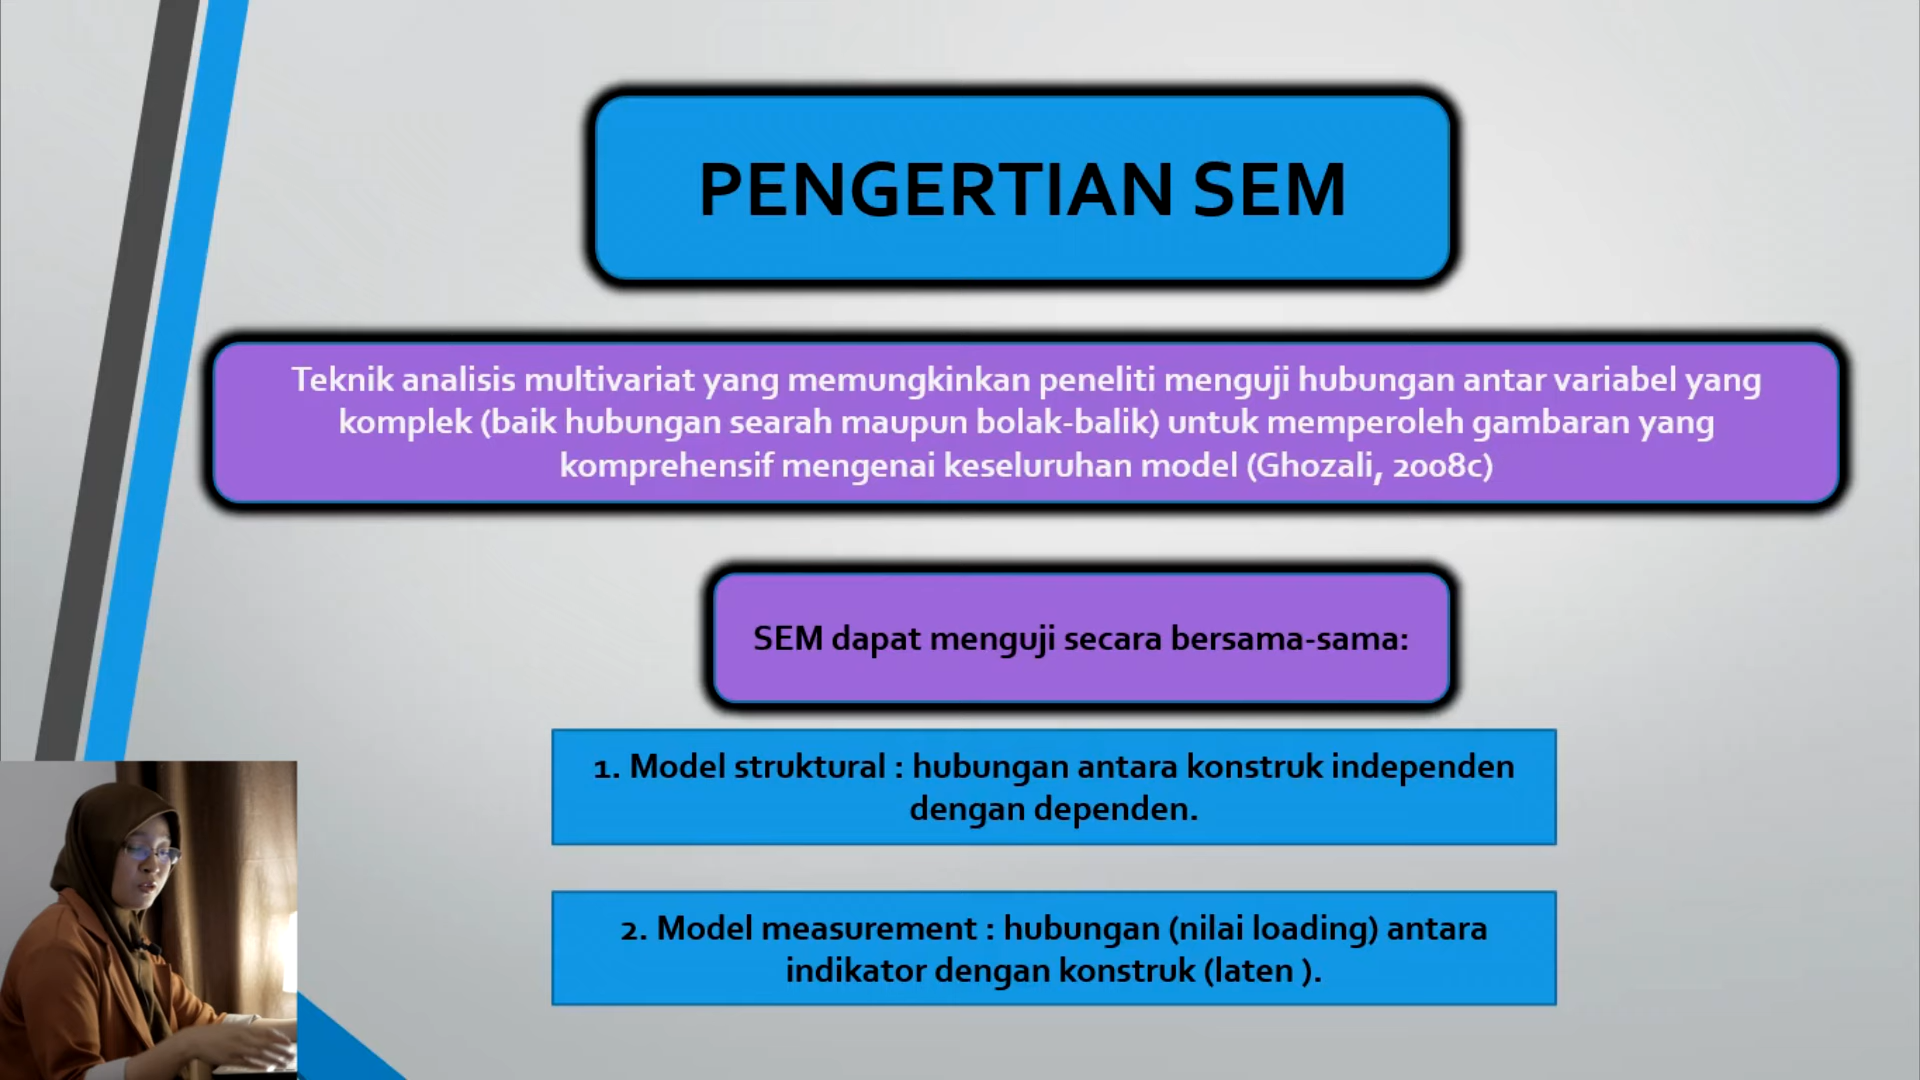 PENGERTIAN SEM
Teknik analisis multivariat yang memungkinkan peneliti menguji hubungan antar variabel yang
komplek (baik hubungan searah maupun bolak-balik) untuk memperoleh gambaran yang
komprehensif mengenai keseluruhan model (Ghozali, 2008c)
SEM dapat menguji secara bersama-sama:
1. Model struktural : hubungan antara konstruk independen
dengan dependen.
2. Model measurement : hubungan (nilai loading) antara
indikator dengan konstruk (laten ).